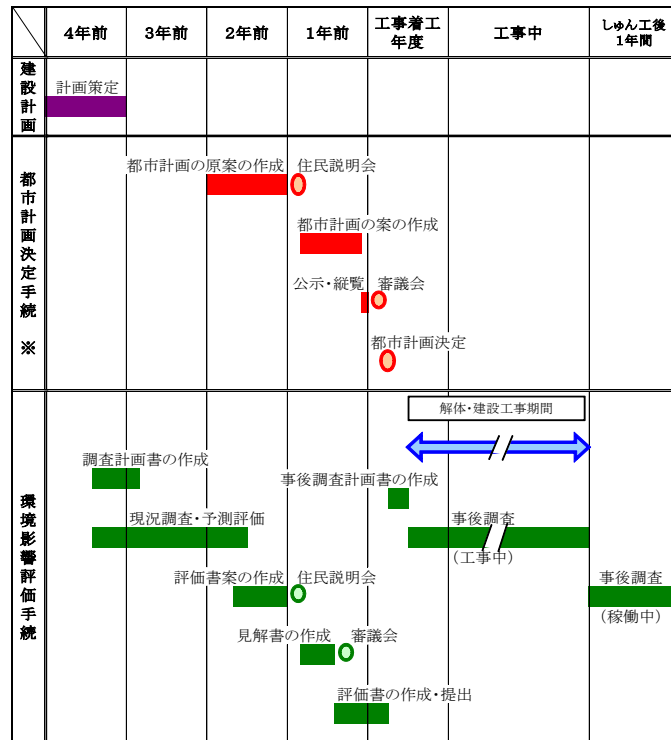 4年前
3年前
2年前
1年前
工事着工
年度
工事中
しゅん工後
1年間
建設計画
計画策定
都市計画決定手続 ※
都市計画の原案の作成
住民説明会
都市計画の案の作成
公示・縦覧
審議会
都市計画決定
環境影響評価手続
解体・建設工事期間
調査計画書の作成
事後調査計画書の作成
現況調査・予測評価
事後調査
(工事中)
評価書案の作成
住民説明会
事後調査
(稼働中)
見解書の作成
審議会
評価書の作成・提出